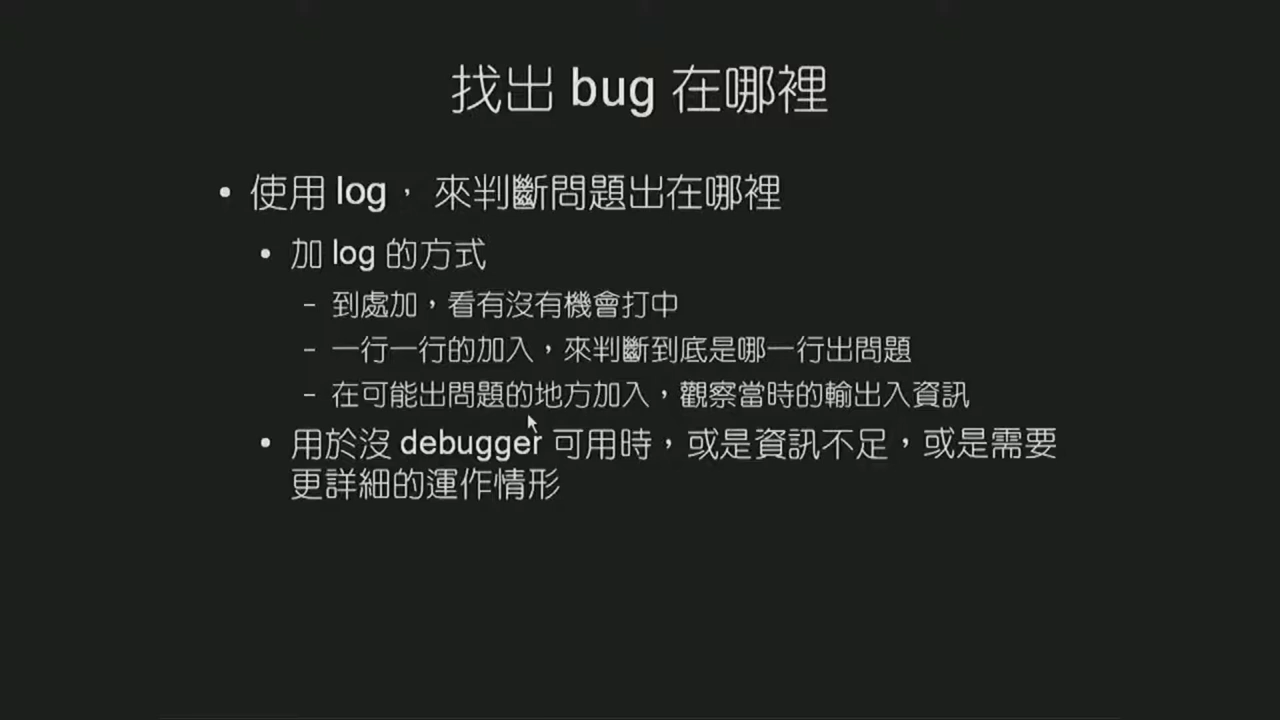 找出 bug 在哪裡
• 使用 log， 來判斷問題出在哪裡
• 加 log 的方式
– 到處加，看有沒有機會打中
– 一行一行的加入，來判斷到底是哪一行出問題
– 在可能出問題的地方加入，觀察當時的輸出入資訊
• 用於沒 debugger 可用時，或是資訊不足，或是需要
更詳細的運作情形